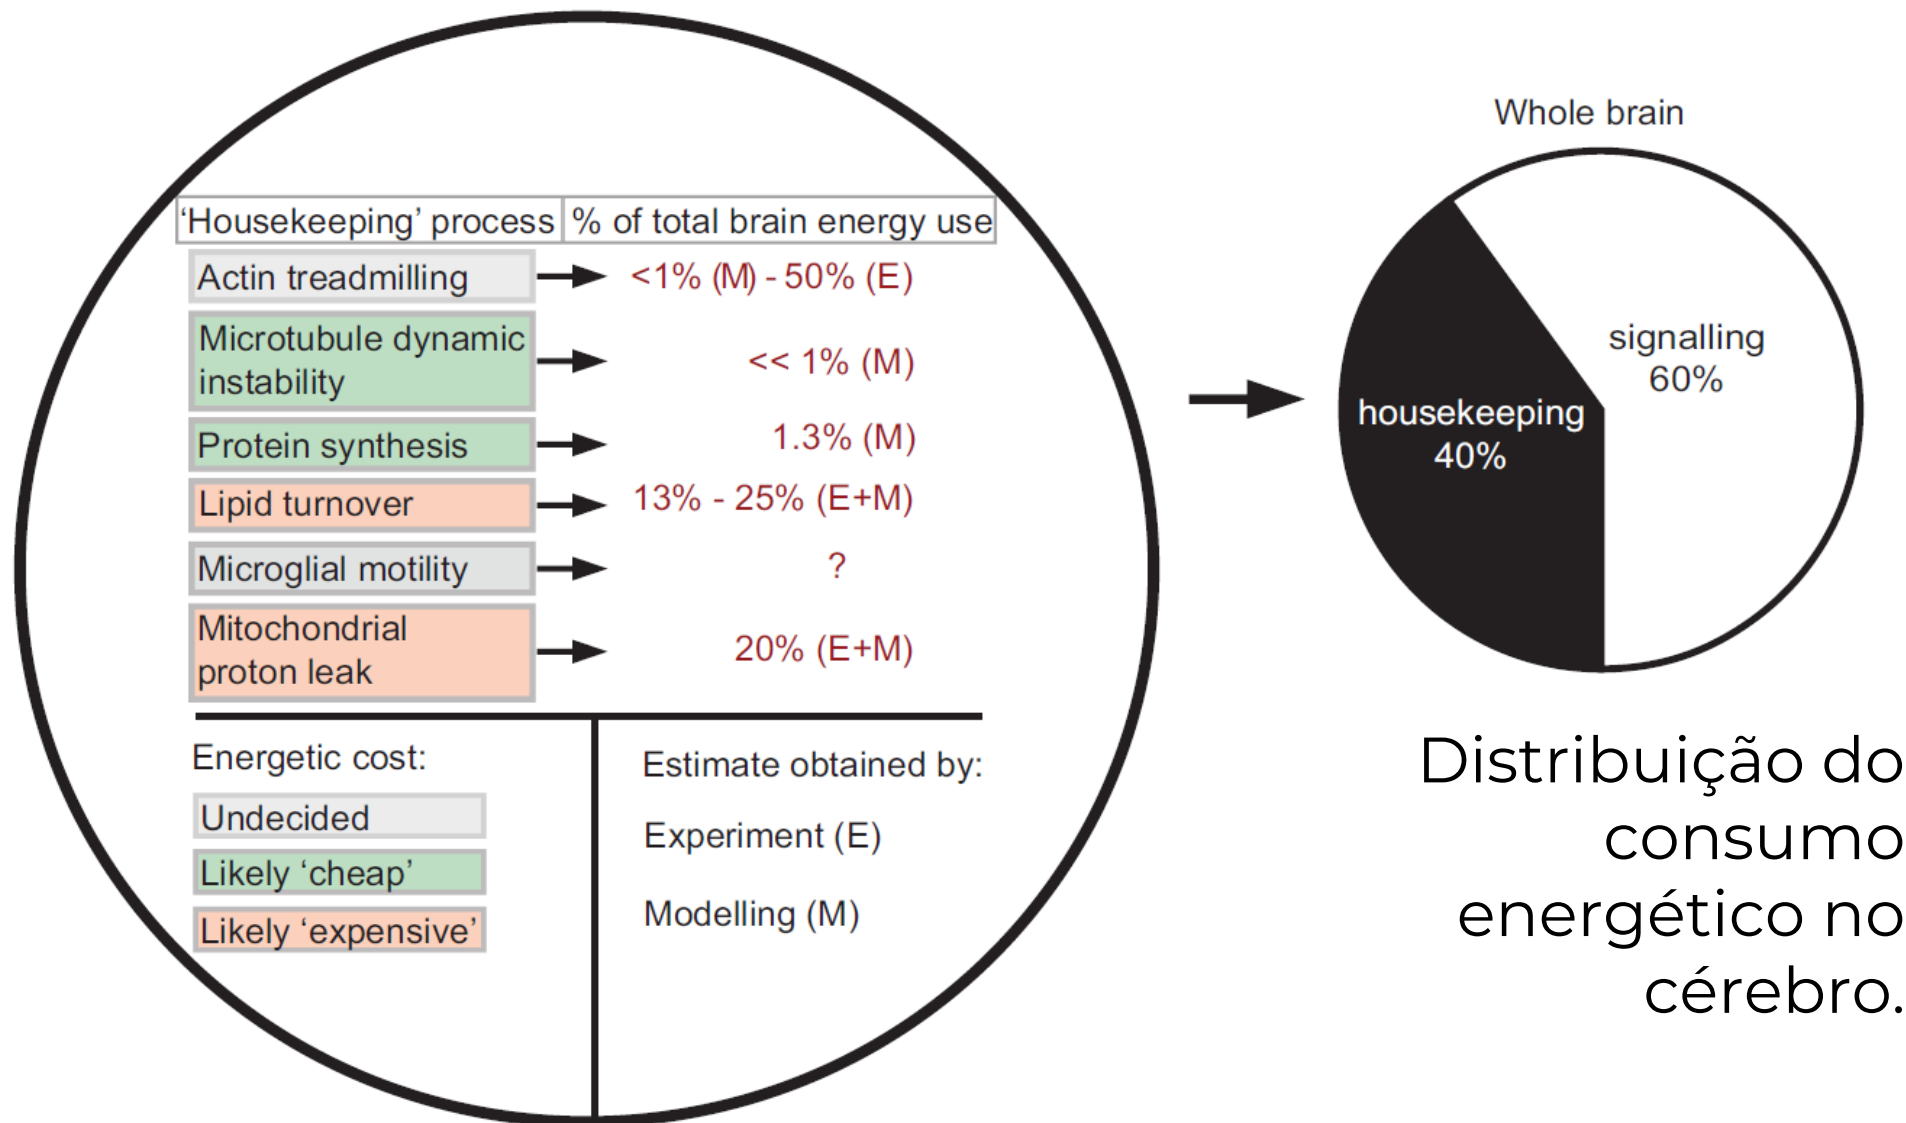 'Housekeeping' process
% of total brain energy use
Actin treadmilling
<1% (M) - 50% (E)
Microtubule dynamic
instability
<< 1% (M)
Protein synthesis
1.3% (M)
Lipid turnover
13% - 25% (E+M)
Microglial motility
?
Mitochondrial
proton leak
20% (E+M)
Energetic cost:
Undecided
Likely ‘cheap’
Likely ‘expensive’
Estimate obtained by:
Experiment (E)
Modelling (M)
Whole brain
signalling
60%
housekeeping
40%
Distribuição do
consumo
energético no
cérebro.